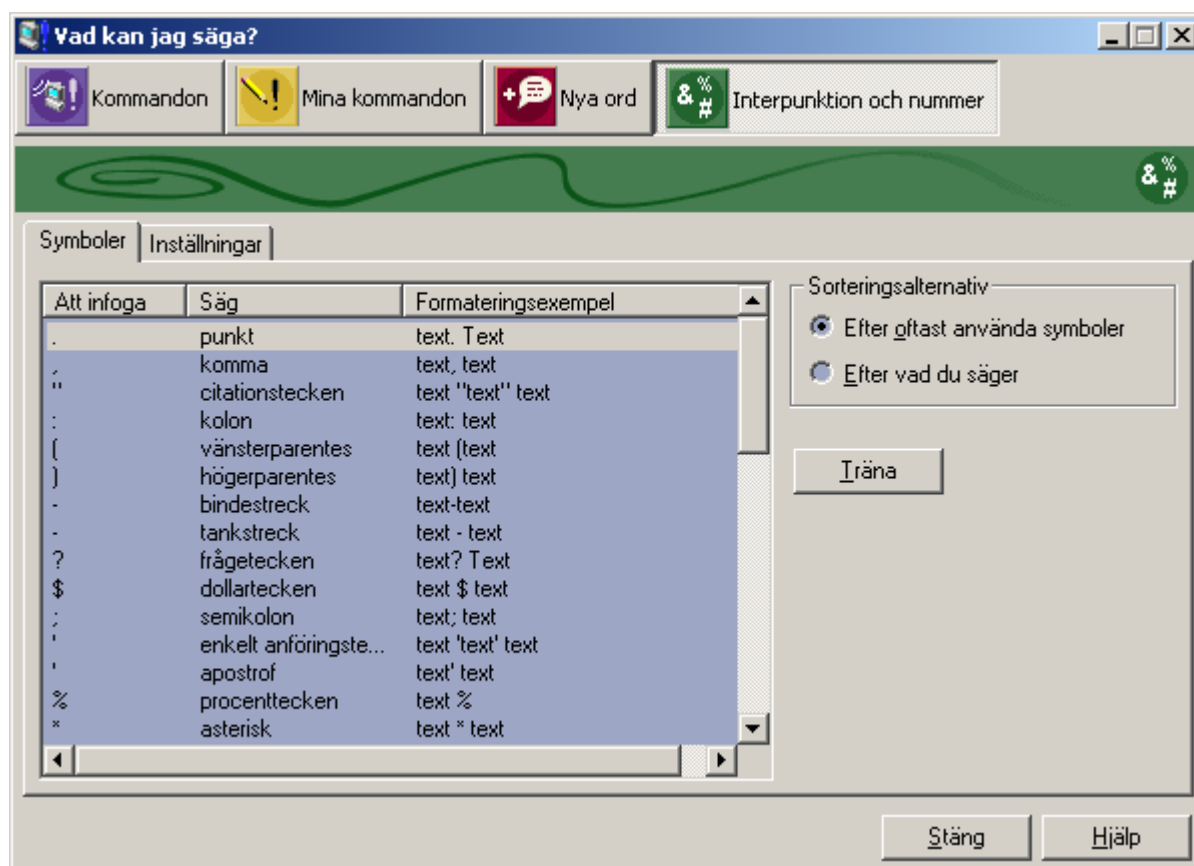 Vad kan jag säga?
Kommandon Mina kommandon Nya ord & % # Interpunktion och nummer
& % #
Symboler Inställningar
Att infoga Säg Formateringsexempel
. punkt text. Text
, komma text, text
" citationstecken text "text" text
: kolon text: text
( vänsterparentes text (text
) högerparentes text) text
- bindestreck text-text
- tankstreck text - text
? frågetecken text? Text
$ dollartecken text $ text
; semikolon text; text
' enkelt anföringste... text 'text' text
' apostrof text' text
% procenttecken text %
* asterisk text * text
Sorteringsalternativ
Efter oftast använda symboler
Efter vad du säger
Träna
Stäng Hjälp